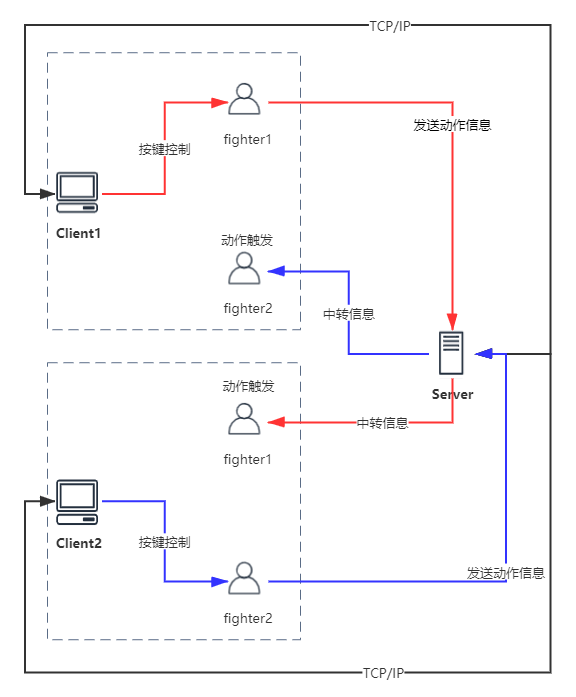 TCP/IP
fighter1
发送动作信息
按键控制
Client1
动作触发
fighter2
中转信息
Server
动作触发
中转信息
fighter1
Client2
按键控制
发送动作信息
fighter2
TCP/IP